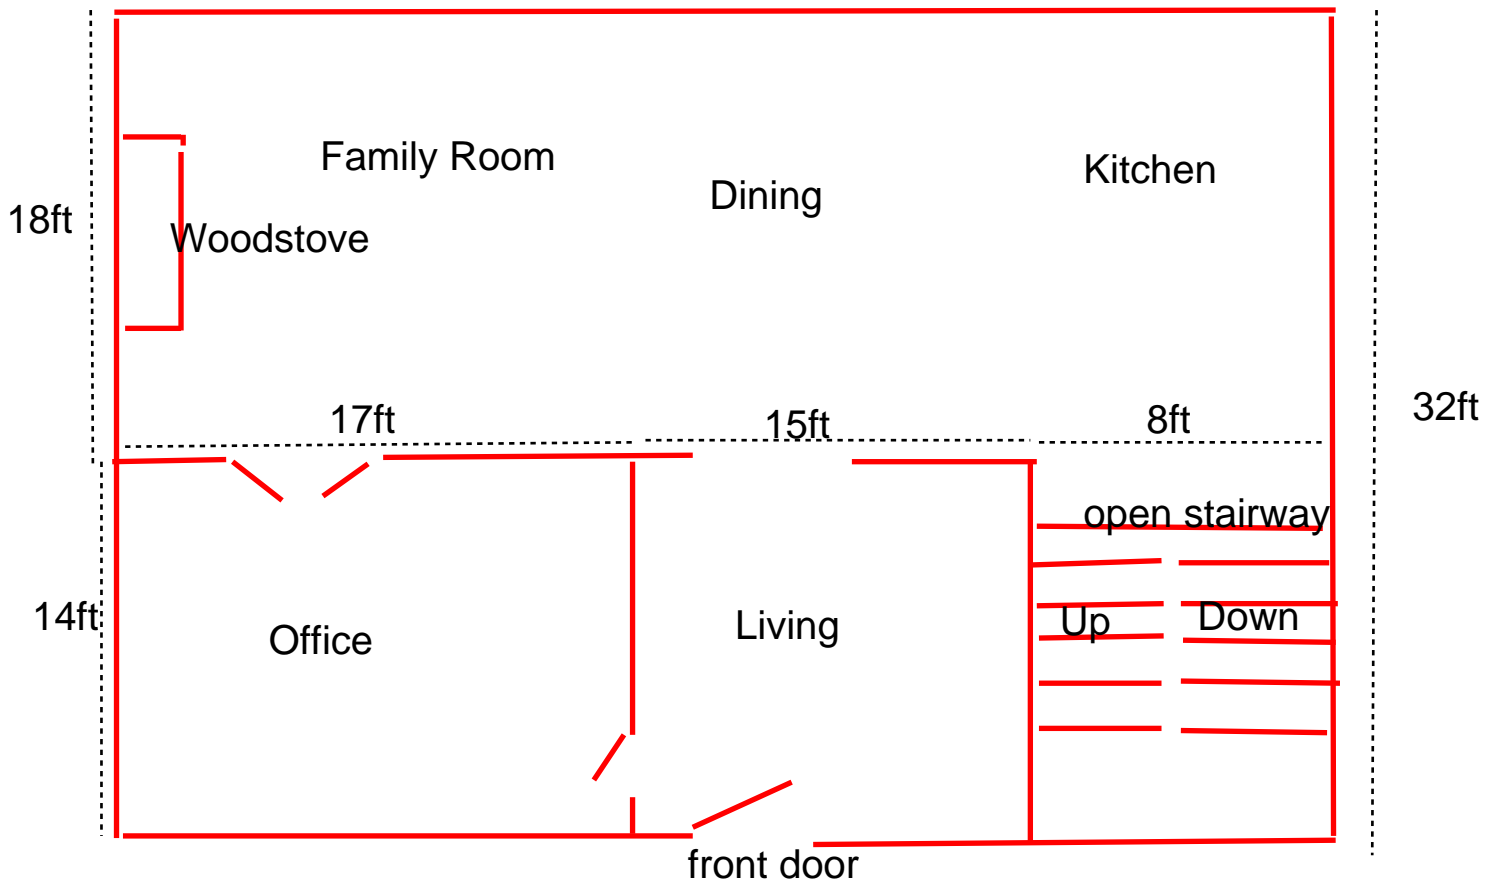 Family Room
Dining
Kitchen
18ft
Woodstove
17ft
15ft
8ft
32ft
open stairway
14ft
Office
Living
Up
Down
front door